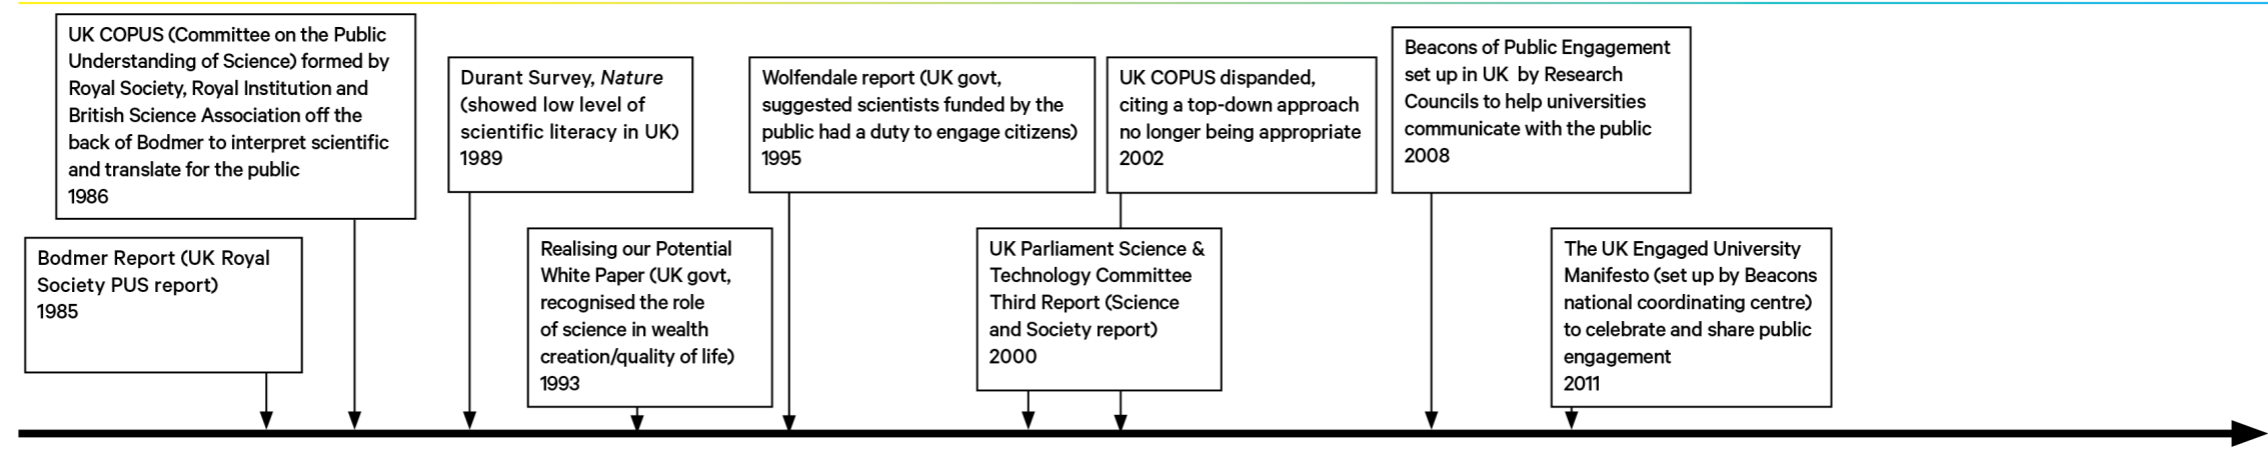 UK COPUS (Committee on the Public
Understanding of Science) formed by
Royal Society, Royal Institution and
British Science Association off the
back of Bodmer to interpret scientific
and translate for the public
1986
Bodmer Report (UK Royal
Society PUS report)
1985
Durant Survey, Nature
(showed low level of
scientific literacy in UK)
1989
Realising our Potential
White Paper (UK govt,
recognised the role
of science in wealth
creation/quality of life)
1993
Wolfendale report (UK govt,
suggested scientists funded by the
public had a duty to engage citizens)
1995
UK COPUS dispanded,
citing a top-down approach
no longer being appropriate
2002
UK Parliament Science &
Technology Committee
Third Report (Science
and Society report)
2000
Beacons of Public Engagement
set up in UK  by Research
Councils to help universities
communicate with the public
2008
The UK Engaged University
Manifesto (set up by Beacons
national coordinating centre)
to celebrate and share public
engagement
2011